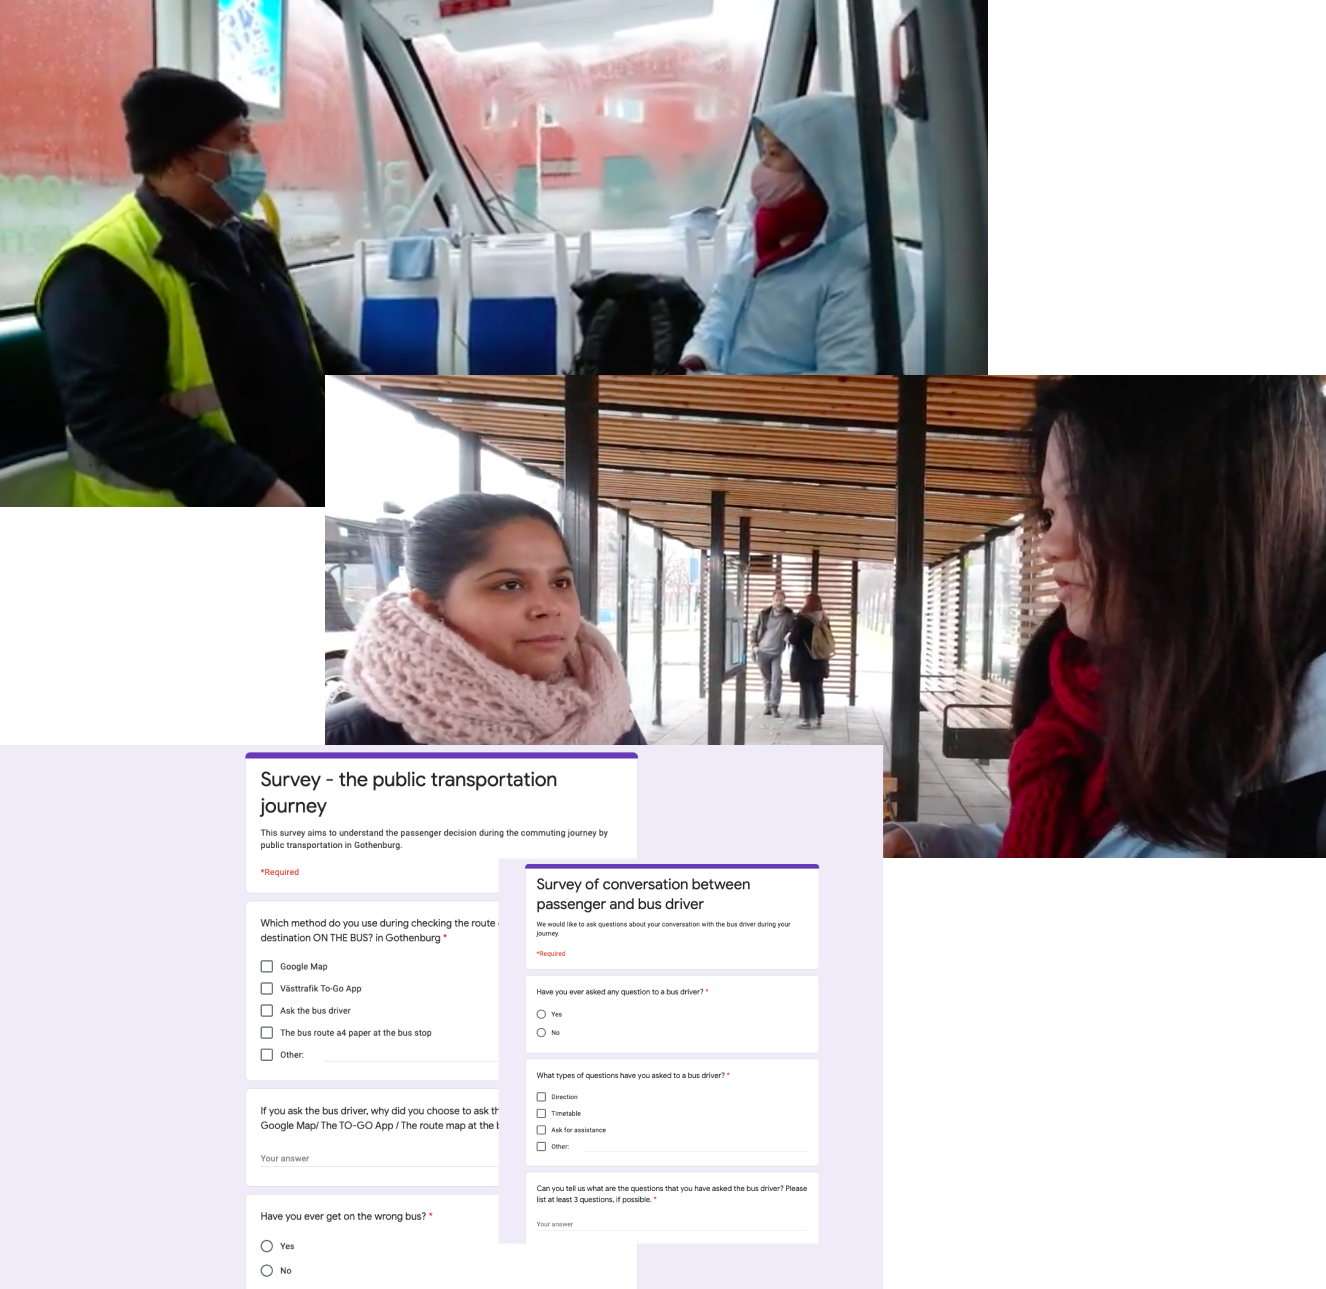 Survey - the public transportation
journey
This survey aims to understand the passenger decision during the commuting journey by
public transportation in Gothenburg.
*Required
Which method do you use during checking the route
destination ON THE BUS? in Gothenburg *
Google Map
Västtrafik To-Go App
Ask the bus driver
The bus route a4 paper at the bus stop
Other:
If you ask the bus driver, why did you choose to ask
Google Map/ The TO-GO App / The route map at the
Your answer
Have you ever get on the wrong bus? *
Yes
No
Survey of conversation between
passenger and bus driver
We would like to ask questions about your conversation with the bus driver during your
journey.
*Required
Have you ever asked any question to a bus driver? *
Yes
No
What types of questions have you asked to a bus driver? *
Direction
Timetable
Ask for assistance
Other:
Can you tell us what are the questions that you have asked the bus driver? Please
list at least 3 questions, if possible. *
Your answer